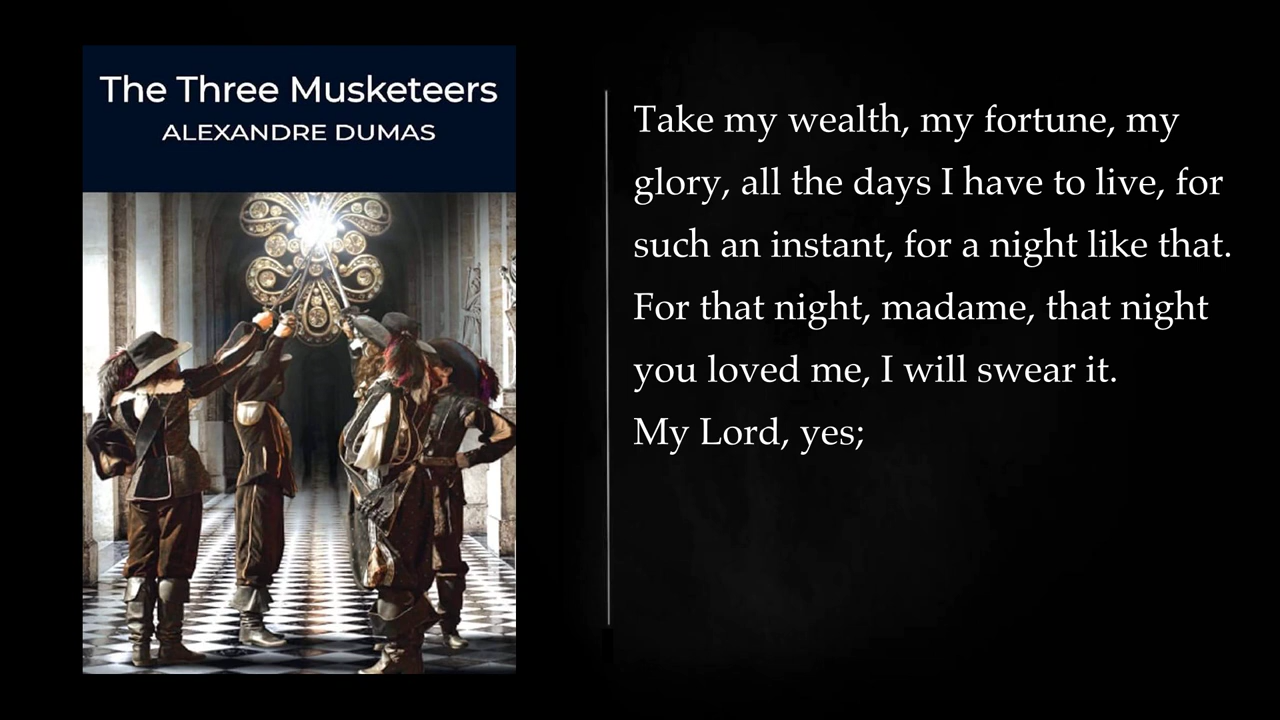 The Three Musketeers
ALEXANDRE DUMAS
Take my wealth, my fortune, my
glory, all the days I have to live, for
such an instant, for a night like that.
For that night, madame, that night
you loved me, I will swear it.
My Lord, yes;